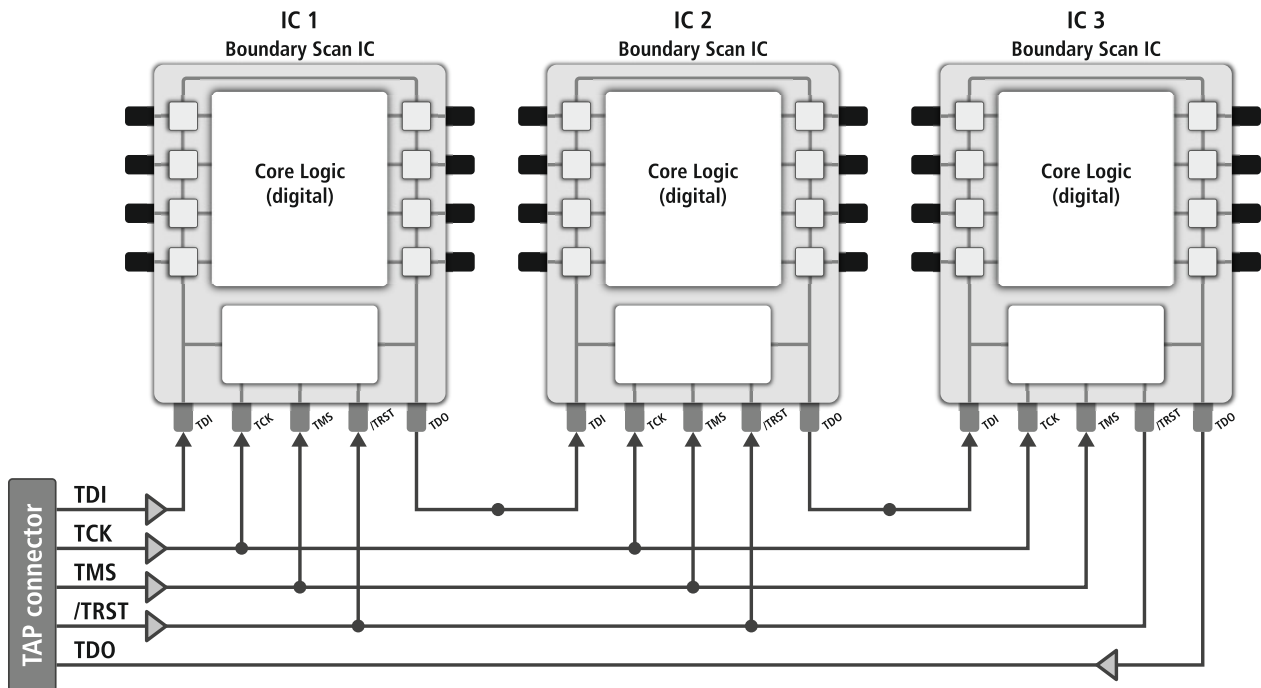 IC 1
Boundary Scan IC
IC 2
Boundary Scan IC
IC 3
Boundary Scan IC
Core Logic
(digital)
Core Logic
(digital)
Core Logic
(digital)
TDI
TCK
TMS
/TRST
TDO
TDI
TCK
TMS
/TRST
TDO
TDI
TCK
TMS
/TRST
TDO
TAP connector
TDI
TCK
TMS
/TRST
TDO